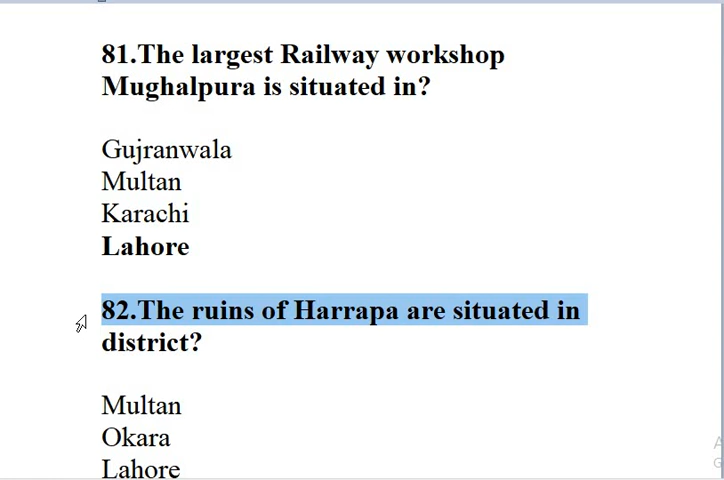 81.The largest Railway workshop
Mughalpura is situated in?
Gujranwala
Multan
Karachi
Lahore
82.The ruins of Harrapa are situated in
district?
Multan
Okara
Lahore